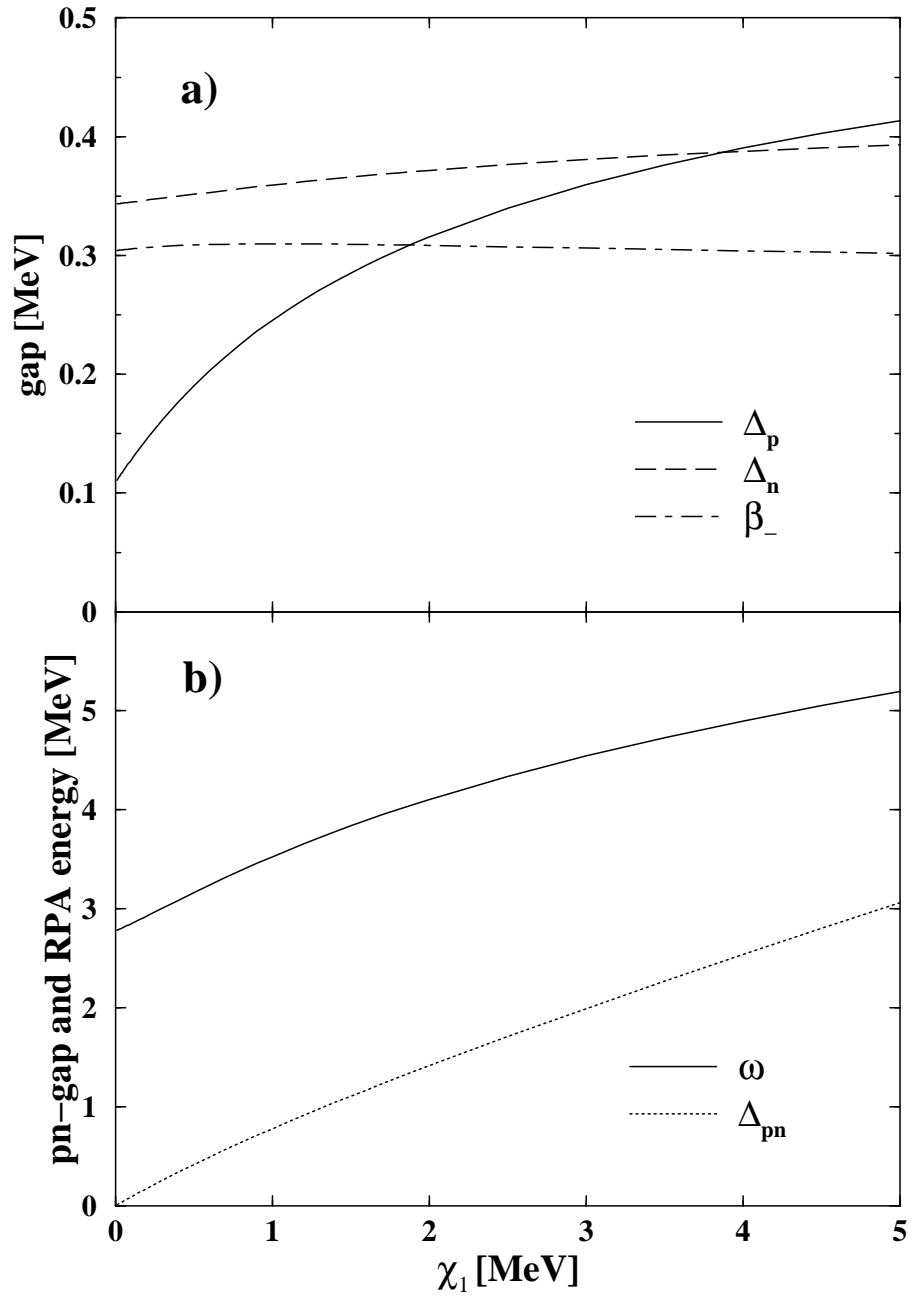 0.5
a)
0.4
0.3
gap [MeV]
0.2
Δp
Δn
0.1
β−
0
b)
5
4
pn−gap and RPA energy [MeV]
3
2
ω
1
Δpn
0
0 1 2 3 4 5
χ1 [MeV]